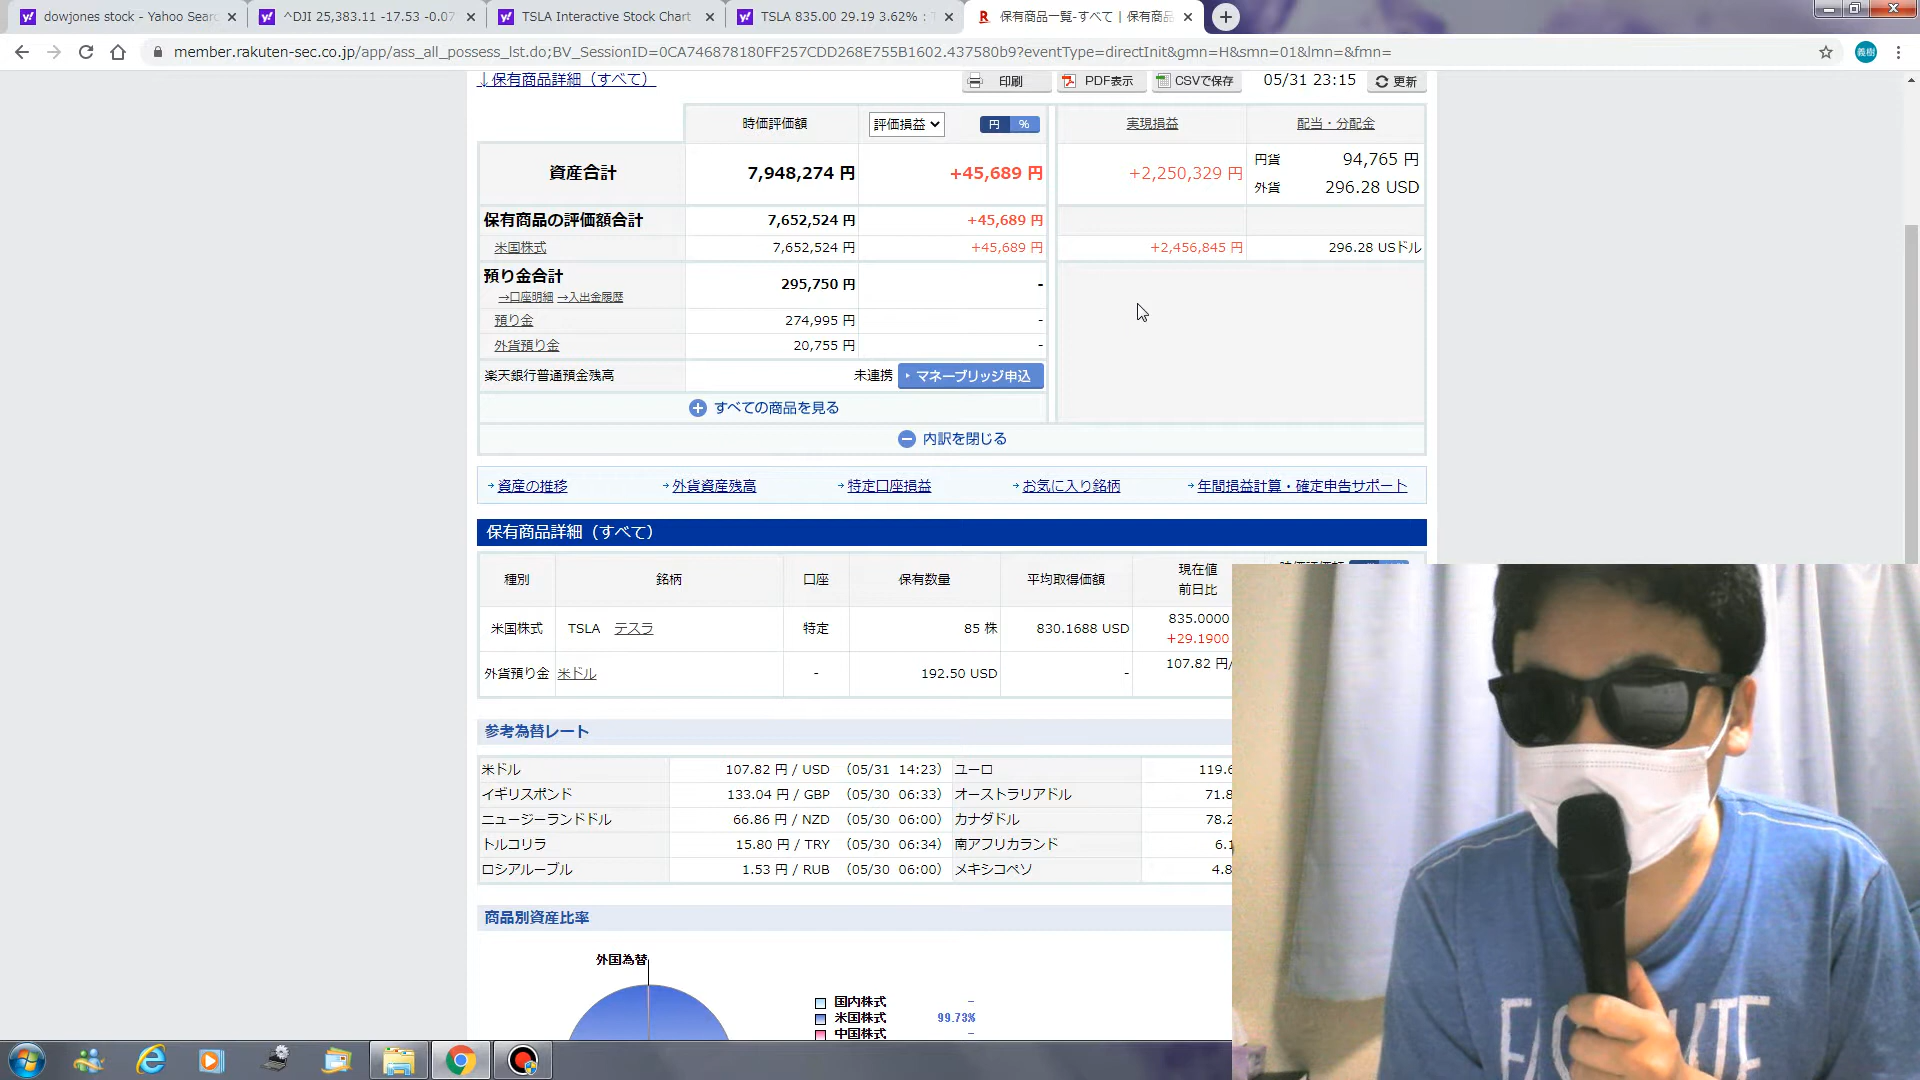 dowjones stock - Yahoo Sear
^DJI 25,383.11 -17.53 -0.07
TSLA Interactive Stock Chart
TSLA 835.00 29.19 3.62% : T
保有商品一覧-すべて | 保有商品
member.rakuten-sec.co.jp/app/ass_all_possess_lst.do;BV_SessionID=0CA746878180FF257CDD268E755B1602.437580b9?eventType=directInit&gmn=H&smn=01&lmn=&fmn=
義樹
↓保有商品詳細（すべて）
印刷
PDF表示
CSVで保存
05/31 23:15
更新
時価評価額 評価損益 円 % 実現損益 配当・分配金
資産合計 7,948,274 円 +45,689 円 +2,250,329 円 円貨 94,765 円
外貨 296.28 USD
保有商品の評価額合計 7,652,524 円 +45,689 円
米国株式 7,652,524 円 +45,689 円 +2,456,845 円 296.28 USドル
預り金合計 295,750 円 -
→口座明細 →入出金履歴
預り金 274,995 円 -
外貨預り金 20,755 円 -
楽天銀行普通預金残高 未連携 マネーブリッジ申込
すべての商品を見る
内訳を閉じる
資産の推移 外貨資産残高 特定口座損益 お気に入り銘柄 年間損益計算・確定申告サポート
保有商品詳細（すべて）
種別 銘柄 口座 保有数量 平均取得価額 現在値
前日比
米国株式 TSLA テスラ 特定 85 株 830.1688 USD 835.0000
+29.1900
外貨預り金 米ドル - 192.50 USD - 107.82 円/
参考為替レート
米ドル 107.82 円 / USD （05/31 14:23） ユーロ 119.6
イギリスポンド 133.04 円 / GBP （05/30 06:33） オーストラリアドル 71.8
ニュージーランドドル 66.86 円 / NZD （05/30 06:00） カナダドル 78.2
トルコリラ 15.80 円 / TRY （05/30 06:34） 南アフリカランド 6.1
ロシアルーブル 1.53 円 / RUB （05/30 06:00） メキシコペソ 4.8
商品別資産比率
外国為替
国内株式 -
米国株式 99.73%
中国株式 -